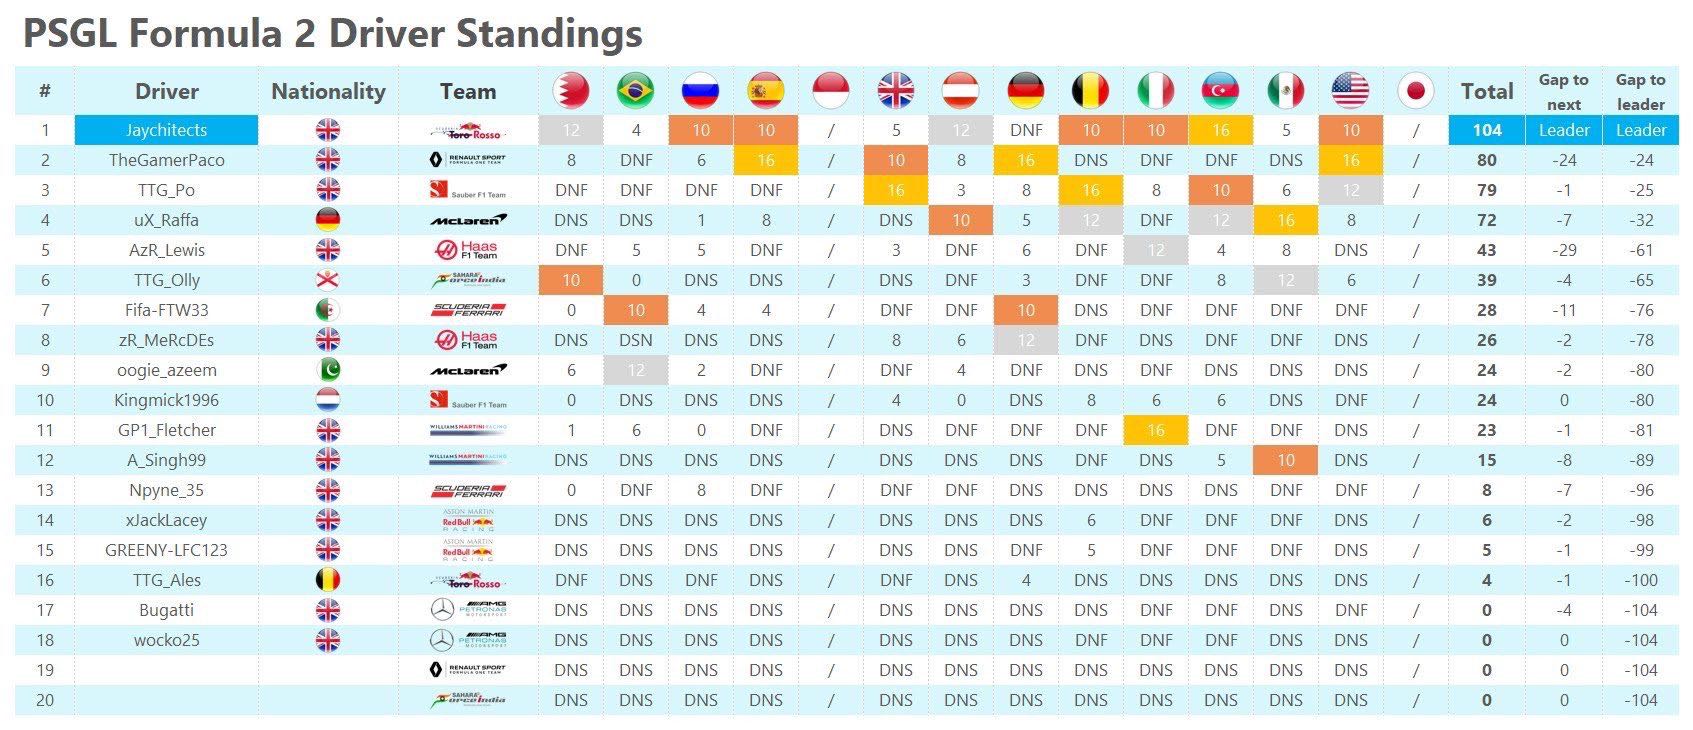 PSGL Formula 2 Driver Standings
# Driver Nationality Team Total Gap to next Gap to leader
1 Jaychitects Toro Rosso 12 4 10 10 / 5 12 DNF 10 10 16 5 10 / 104 Leader Leader
2 TheGamerPaco RENAULT SPORT FORMULA ONE TEAM 8 DNF 6 16 / 10 8 16 DNS DNF DNF DNS 16 / 80 -24 -24
3 TTG_Po Sauber F1 Team DNF DNF DNF DNF / 16 3 8 16 8 10 6 12 / 79 -1 -25
4 uX_Raffa McLaren DNS DNS 1 8 / DNS 10 5 12 DNF 12 16 8 / 72 -7 -32
5 AzR_Lewis Haas F1 Team DNF 5 5 DNF / 3 DNF 6 DNF 12 4 8 DNS / 43 -29 -61
6 TTG_Olly SAHARA Force India 10 0 DNS DNS / DNS DNF 3 DNF DNF 8 12 6 / 39 -4 -65
7 Fifa-FTW33 SCUDERIA FERRARI 0 10 4 4 / DNF DNF 10 DNS DNF DNF DNF DNF / 28 -11 -76
8 zR_MeRcDEs Haas F1 Team DNS DSN DNS DNS / 8 6 12 DNF DNF DNF DNF DNS / 26 -2 -78
9 oogie_azeem McLaren 6 12 2 DNF / DNF 4 DNF DNS DNS DNF DNS DNS / 24 -2 -80
10 Kingmick1996 Sauber F1 Team 0 DNS DNS DNS / 4 0 DNS 8 6 6 DNS DNF / 24 0 -80
11 GP1_Fletcher WILLIAMS MARTINI RACING 1 6 0 DNF / DNS DNF DNF DNF 16 DNF DNF DNS / 23 -1 -81
12 A_Singh99 WILLIAMS MARTINI RACING DNS DNS DNS DNS / DNS DNS DNS DNF DNS 5 10 DNS / 15 -8 -89
13 Npyne_35 SCUDERIA FERRARI 0 DNF 8 DNF / DNF DNF DNS DNS DNS DNS DNF DNF / 8 -7 -96
14 xJackLacey ASTON MARTIN Red Bull RACING DNS DNS DNS DNS / DNS DNS DNS 6 DNF DNF DNF DNS / 6 -2 -98
15 GREENY-LFC123 ASTON MARTIN Red Bull RACING DNS DNS DNS DNS / DNS DNS DNF 5 DNF DNF DNS DNS / 5 -1 -99
16 TTG_Ales Toro Rosso DNF DNS DNF DNS / DNF DNS 4 DNS DNS DNS DNS DNS / 4 -1 -100
17 Bugatti AMG PETRONAS MOTORSPORT DNS DNS DNS DNS / DNS DNS DNS DNS DNF DNS DNS DNF / 0 -4 -104
18 wocko25 AMG PETRONAS MOTORSPORT DNS DNS DNS DNS / DNS DNS DNS DNF DNF DNF DNS DNS / 0 0 -104
19 RENAULT SPORT FORMULA ONE TEAM DNS DNS DNS DNS / DNS DNS DNS DNS DNS DNS DNS DNS / 0 0 -104
20 SAHARA Force India DNS DNS DNS DNS / DNS DNS DNS DNS DNS DNS DNS DNS / 0 0 -104